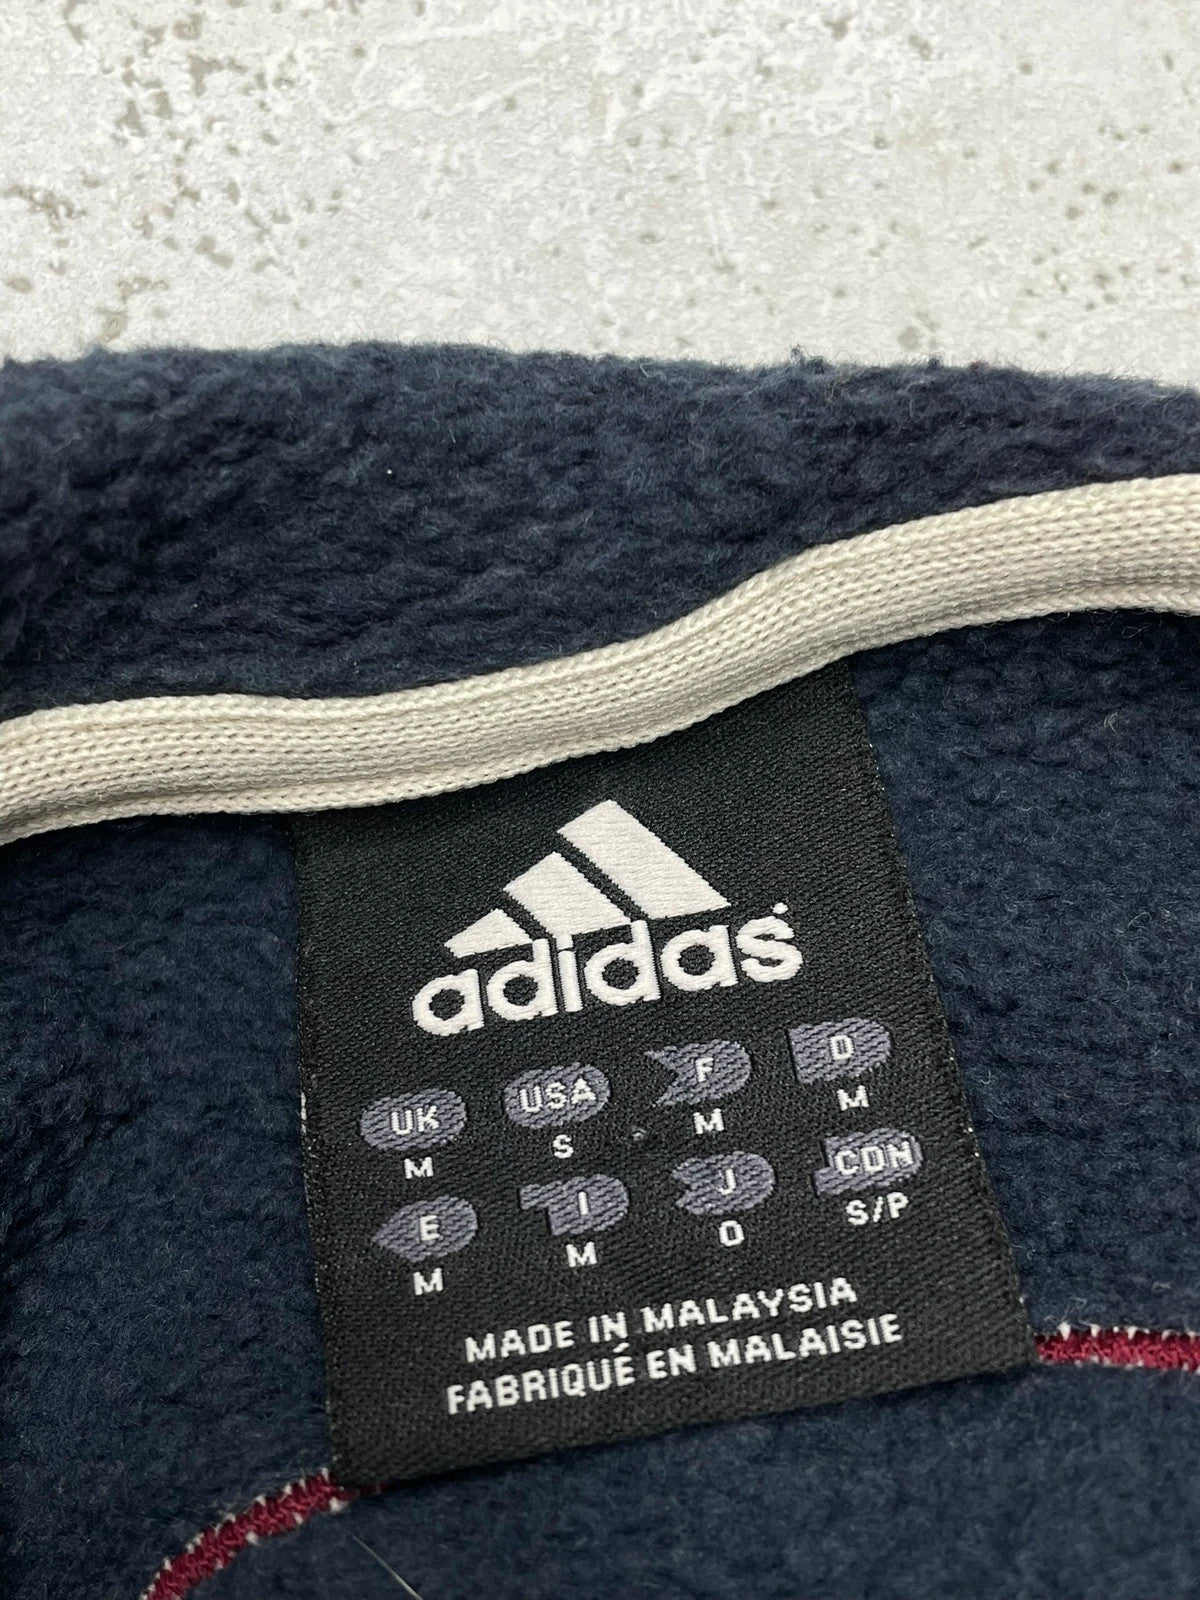 adidas
UK USA F D
M S M M
E I J CDN
M M O S/P
MADE IN MALAYSIA
FABRIQUÉ EN MALAISIE